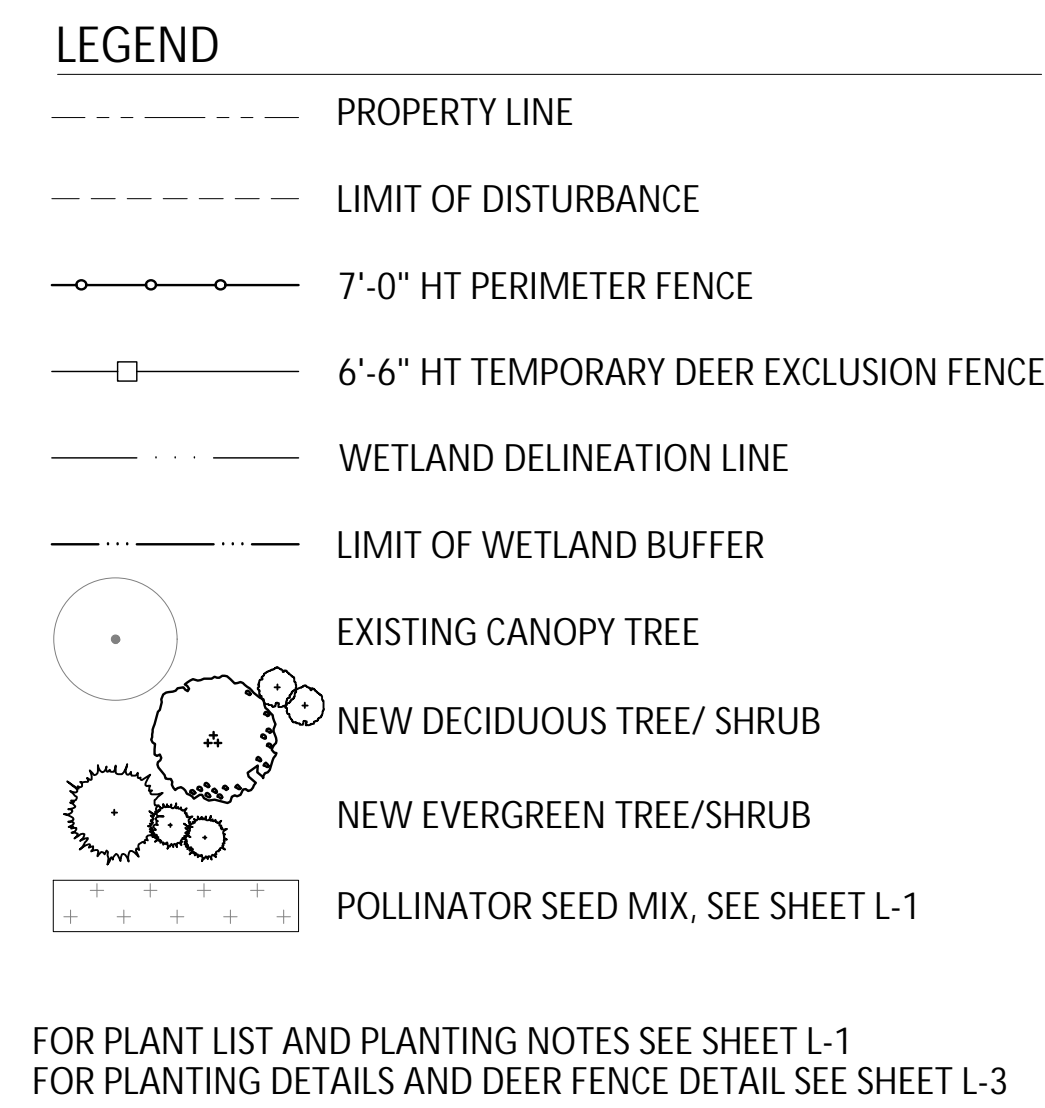 LEGEND
PROPERTY LINE
LIMIT OF DISTURBANCE
7'-0" HT PERIMETER FENCE
6'-6" HT TEMPORARY DEER EXCLUSION FENCE
WETLAND DELINEATION LINE
LIMIT OF WETLAND BUFFER
EXISTING CANOPY TREE
NEW DECIDUOUS TREE/ SHRUB
NEW EVERGREEN TREE/SHRUB
POLLINATOR SEED MIX, SEE SHEET L-1
FOR PLANT LIST AND PLANTING NOTES SEE SHEET L-1
FOR PLANTING DETAILS AND DEER FENCE DETAIL SEE SHEET L-3